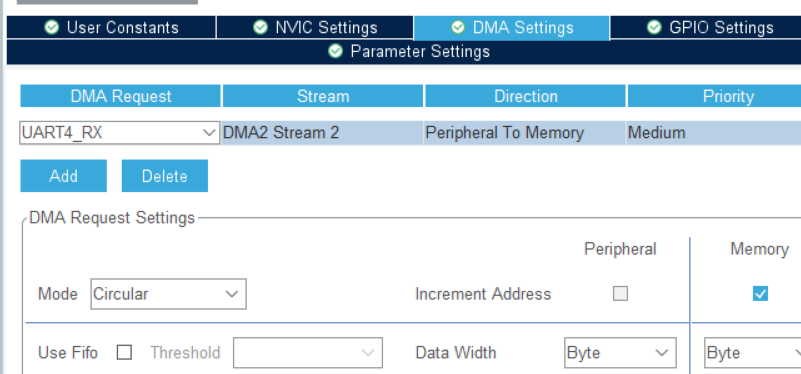 User Constants NVIC Settings DMA Settings GPIO Settings
Parameter Settings
DMA Request Stream Direction Priority
UART4_RX DMA2 Stream 2 Peripheral To Memory Medium
Add Delete
DMA Request Settings
Peripheral Memory
Mode Circular Increment Address
Use Fifo Threshold Data Width Byte Byte